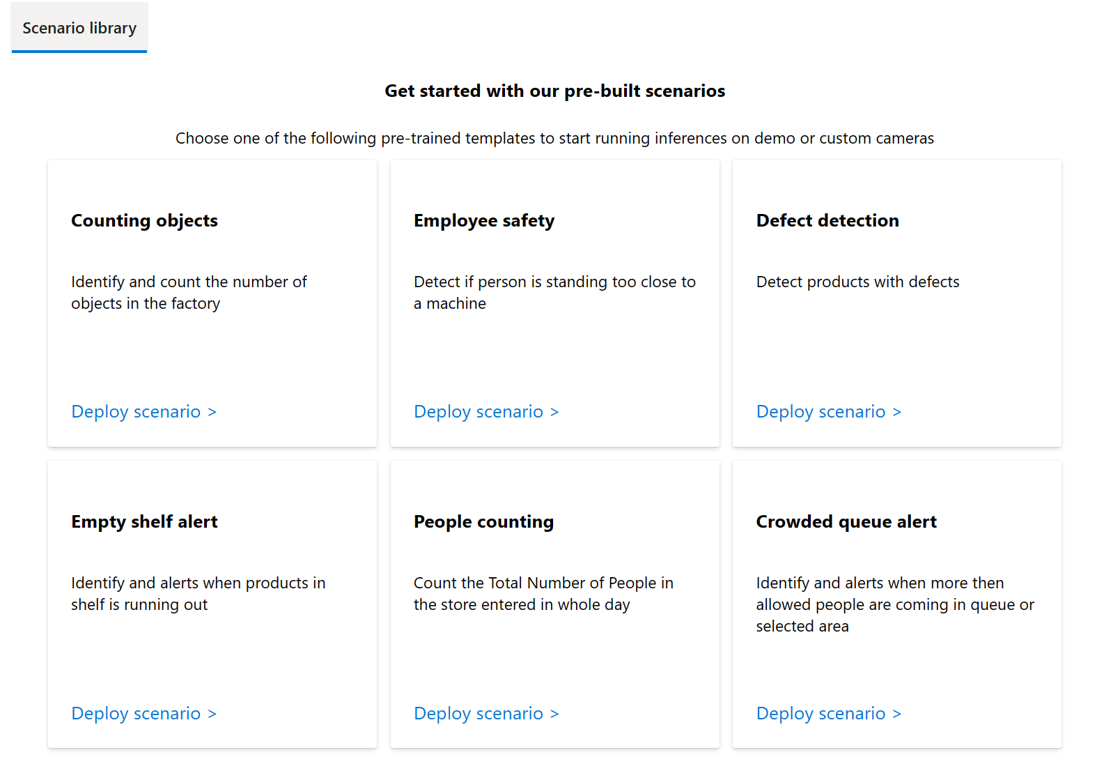 Scenario library
Get started with our pre-built scenarios
Choose one of the following pre-trained templates to start running inferences on demo or custom cameras
Counting objects
Identify and count the number of
objects in the factory
Deploy scenario >
Employee safety
Detect if person is standing too close to
a machine
Deploy scenario >
Defect detection
Detect products with defects
Deploy scenario >
Empty shelf alert
Identify and alerts when products in
shelf is running out
Deploy scenario >
People counting
Count the Total Number of People in
the store entered in whole day
Deploy scenario >
Crowded queue alert
Identify and alerts when more then
allowed people are coming in queue or
selected area
Deploy scenario >